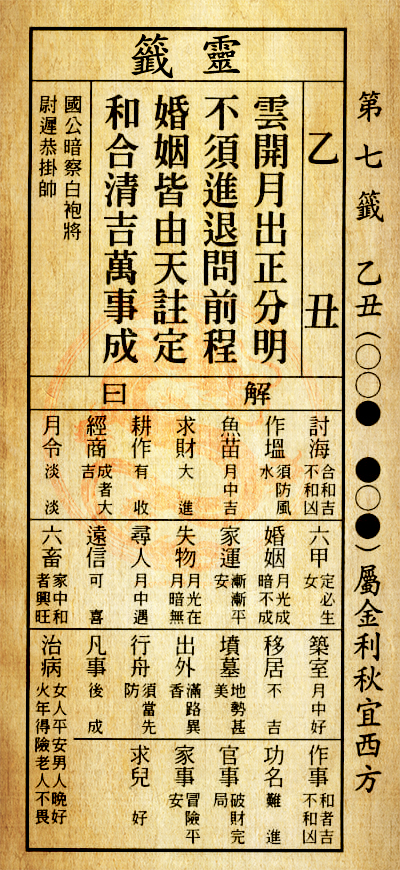 第七籤 乙丑(○○● ●○●)屬金利秋宜西方
靈籤
乙丑
雲開月出正分明
不須進退問前程
婚姻皆由天註定
和合清吉萬事成
國公暗察白袍將
尉遲恭掛帥
解曰
討海 合和吉 不和凶
作塭 須防風水
魚苗 月中吉
求財 大進
耕作 有收
經商 成者大吉
月令 淡淡
六甲 定必生女
婚姻 月光成 暗不成
家運 漸漸平安
失物 月光在 月暗無
尋人 月中遇
遠信 可喜
六畜 家中和者興旺
築室 月中好
移居 不吉
墳墓 地勢甚美
出外 滿路異香
行舟 須當先防
凡事 後成
治病 女人平安男人晚好 火年得險老人不畏
作事 和者吉 不和凶
功名 難進
官事 破財完局
家事 冒險平安
求兒 好